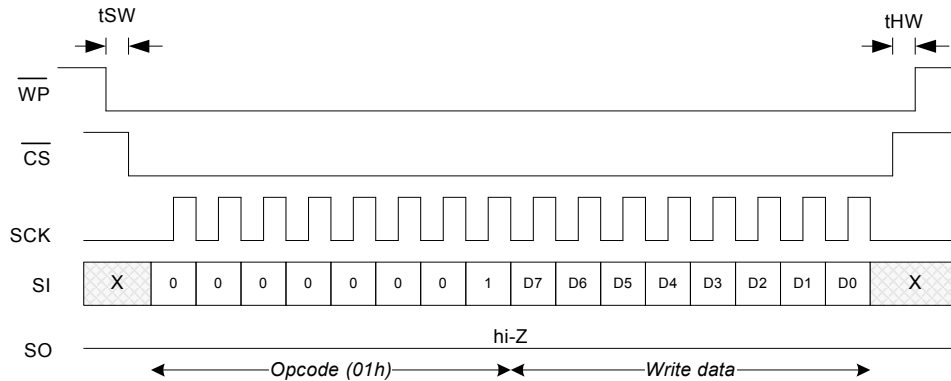 tSW tHW
WP
CS
SCK
SI X 0 0 0 0 0 0 0 1 D7 D6 D5 D4 D3 D2 D1 D0 X
hi-Z
SO
Opcode (01h) Write data